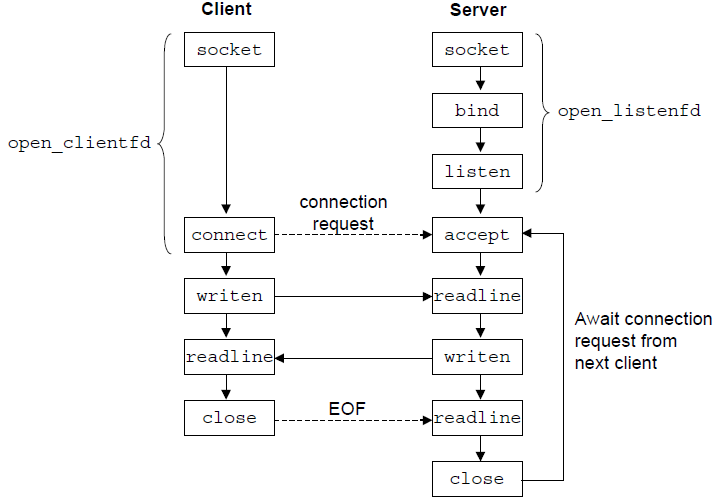 Client
Server
socket
socket
bind
open_clientfd
open_listenfd
listen
connection
request
connect
accept
writen
readline
Await connection
request from
next client
readline
writen
close
EOF
readline
close